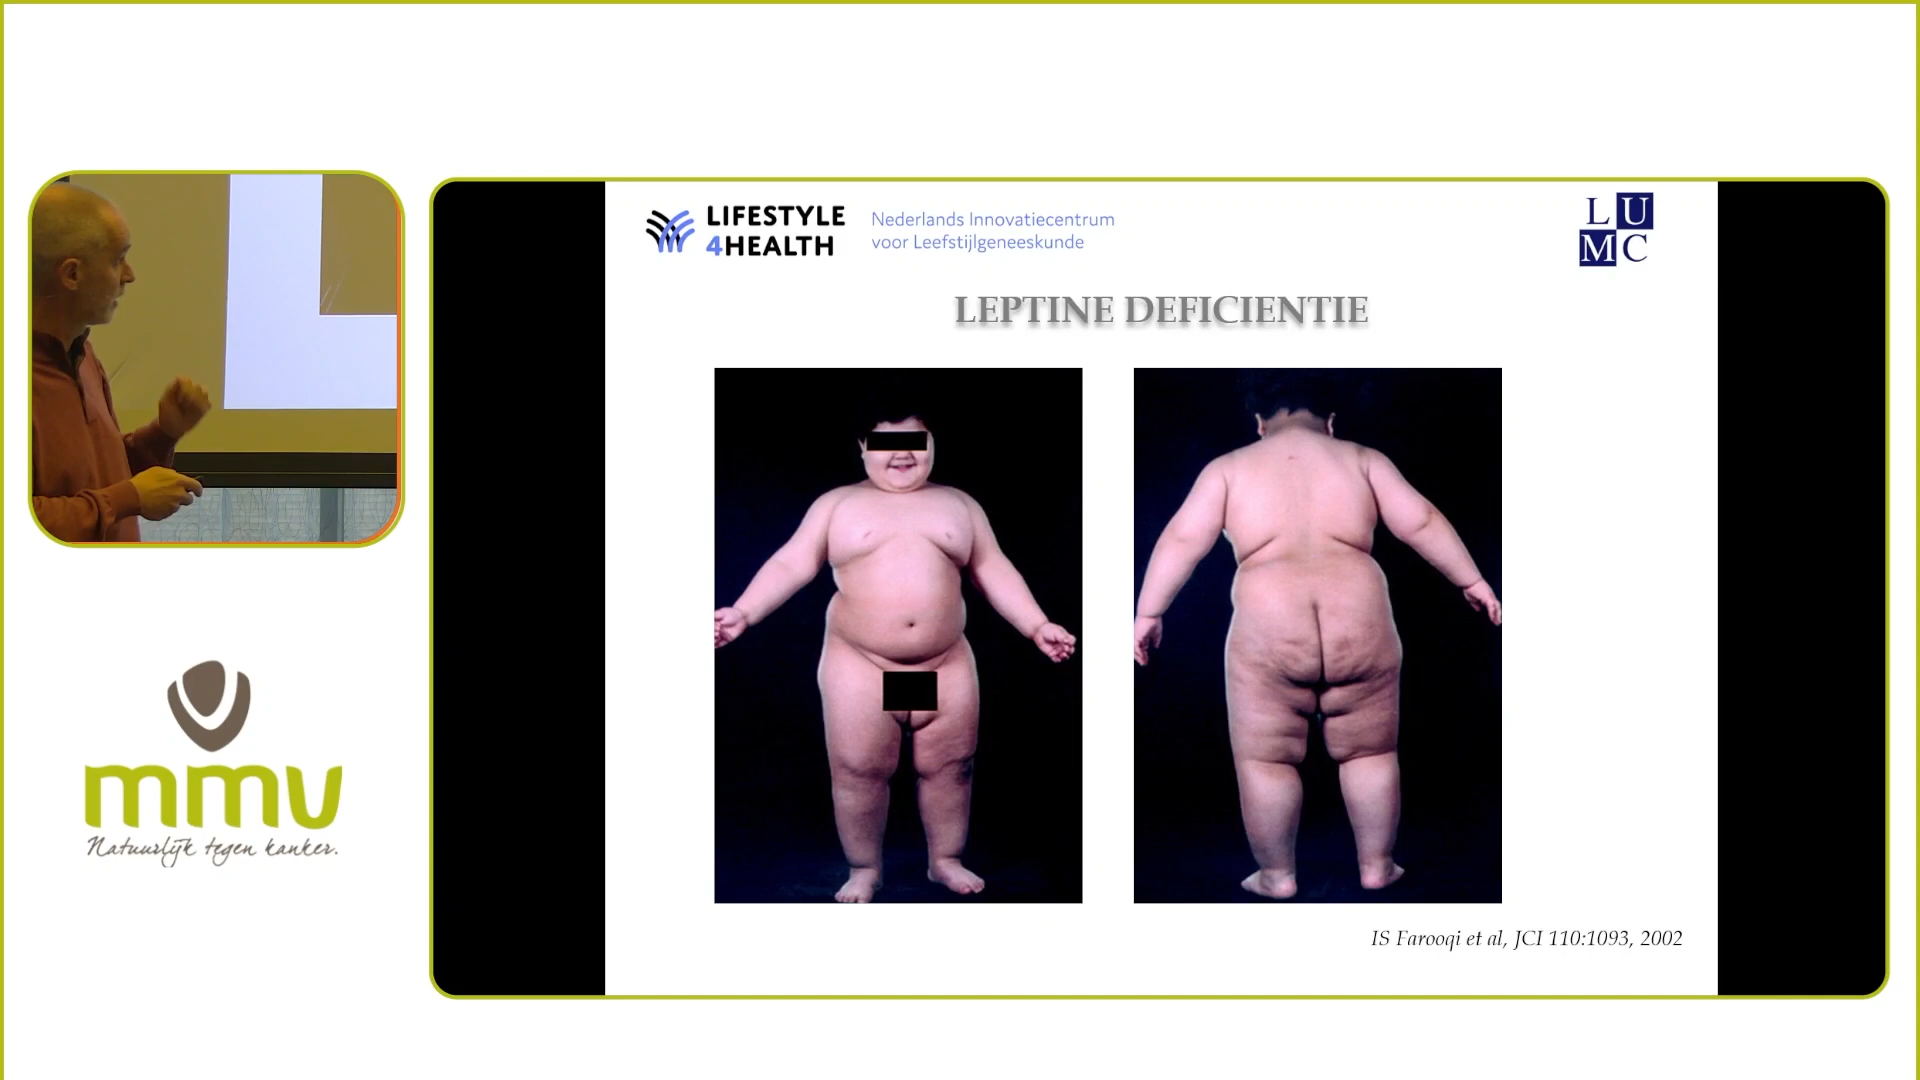 LIFESTYLE
4HEALTH
Nederlands Innovatiecentrum
voor Leefstijlgeneeskunde
L U
M C
LEPTINE DEFICIENTIE
mmv
Natuurlijk tegen kanker.
IS Farooqi et al, JCI 110:1093, 2002